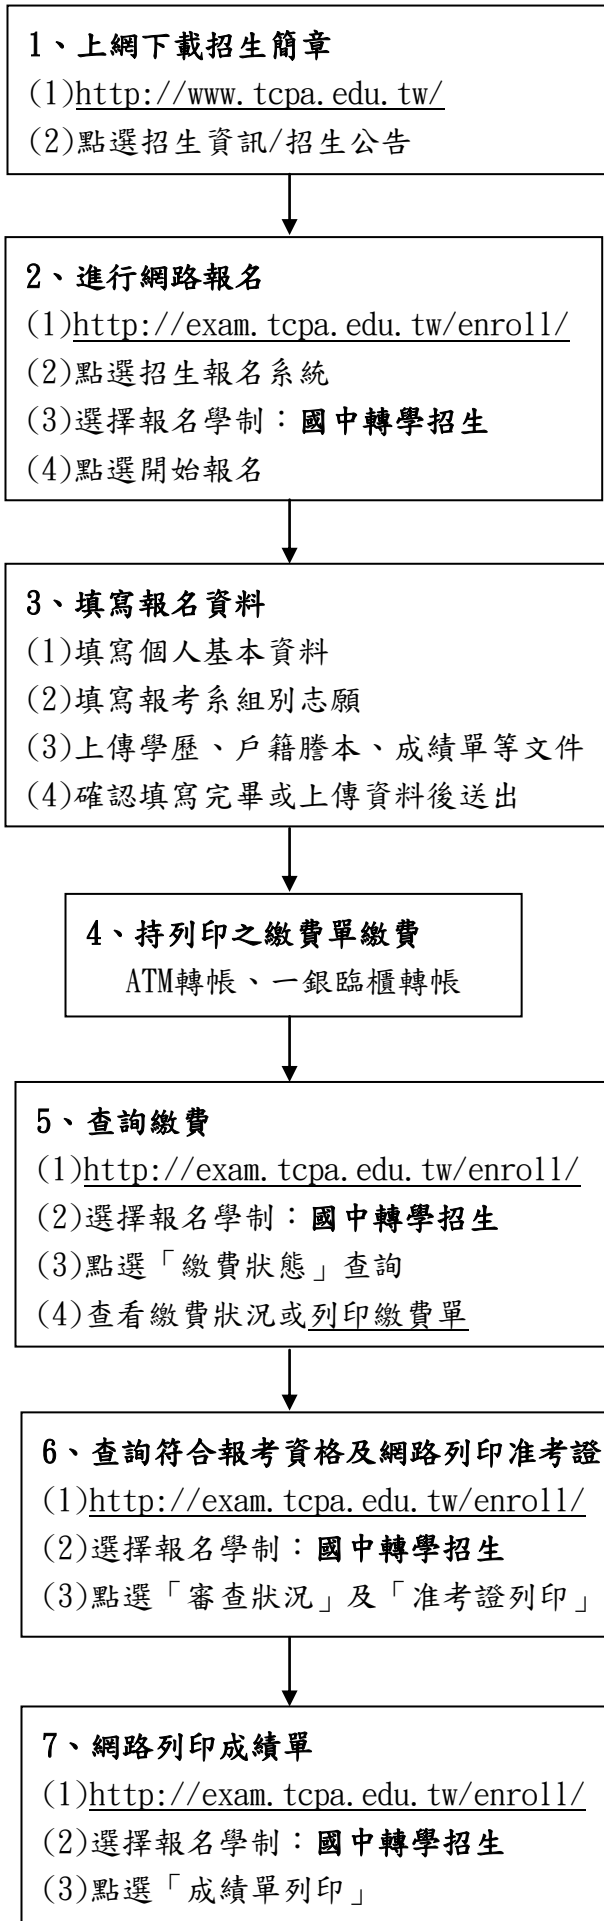 1、上網下載招生簡章
(1)http://www.tcpa.edu.tw/
(2)點選招生資訊/招生公告
2、進行網路報名
(1)http://exam.tcpa.edu.tw/enroll/
(2)點選招生報名系統
(3)選擇報名學制：國中轉學招生
(4)點選開始報名
3、填寫報名資料
(1)填寫個人基本資料
(2)填寫報考系組別志願
(3)上傳學歷、戶籍謄本、成績單等文件
(4)確認填寫完畢或上傳資料後送出
4、持列印之繳費單繳費
ATM轉帳、一銀臨櫃轉帳
5、查詢繳費
(1)http://exam.tcpa.edu.tw/enroll/
(2)選擇報名學制：國中轉學招生
(3)點選「繳費狀態」查詢
(4)查看繳費狀況或列印繳費單
6、查詢符合報考資格及網路列印准考證
(1)http://exam.tcpa.edu.tw/enroll/
(2)選擇報名學制：國中轉學招生
(3)點選「審查狀況」及「准考證列印」
7、網路列印成績單
(1)http://exam.tcpa.edu.tw/enroll/
(2)選擇報名學制：國中轉學招生
(3)點選「成績單列印」